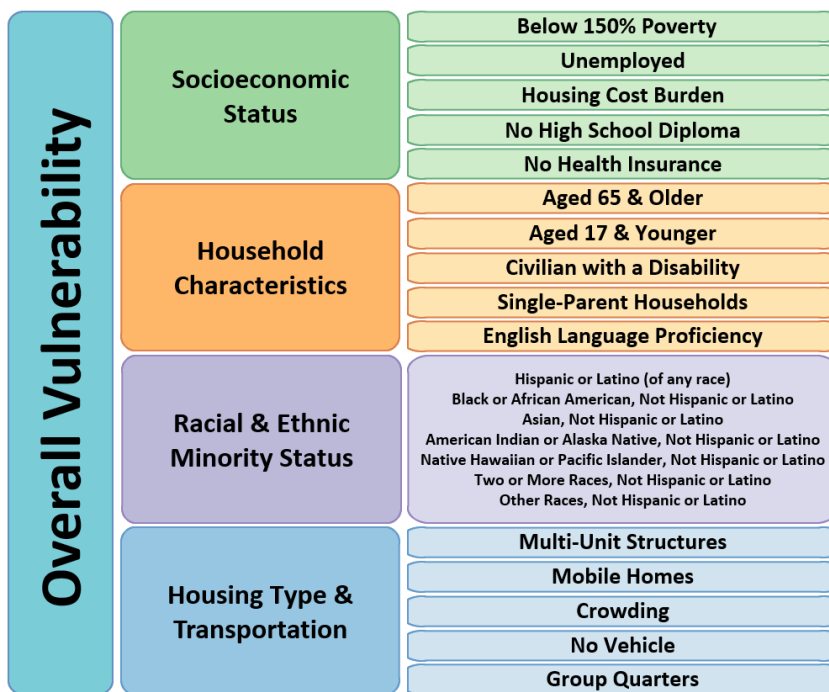 Overall Vulnerability
Socioeconomic
Status
Below 150% Poverty
Unemployed
Housing Cost Burden
No High School Diploma
No Health Insurance
Household
Characteristics
Aged 65 & Older
Aged 17 & Younger
Civilian with a Disability
Single-Parent Households
English Language Proficiency
Racial & Ethnic
Minority Status
Hispanic or Latino (of any race)
Black or African American, Not Hispanic or Latino
Asian, Not Hispanic or Latino
American Indian or Alaska Native, Not Hispanic or Latino
Native Hawaiian or Pacific Islander, Not Hispanic or Latino
Two or More Races, Not Hispanic or Latino
Other Races, Not Hispanic or Latino
Housing Type &
Transportation
Multi-Unit Structures
Mobile Homes
Crowding
No Vehicle
Group Quarters